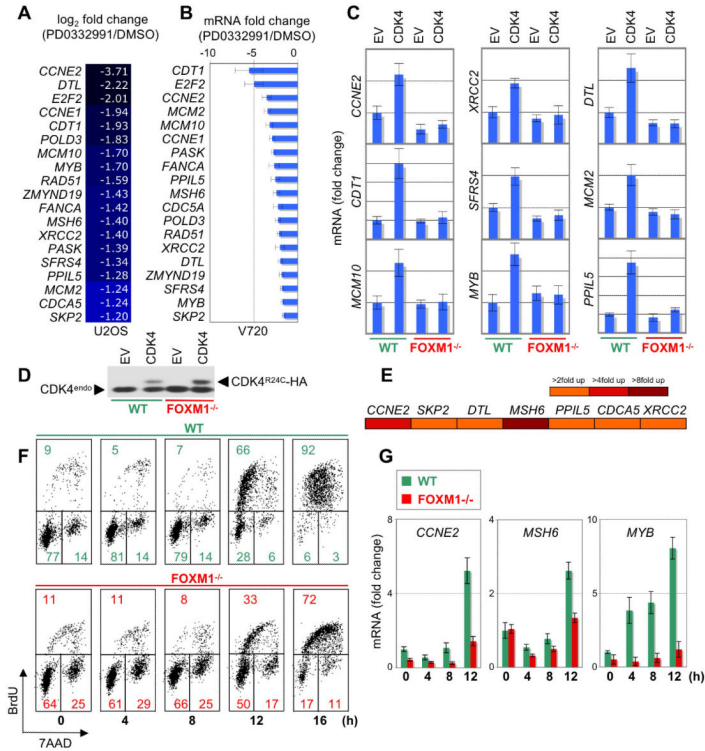 A
log2 fold change
(PD0332991/DMSO)
CCNE2 -3.71
DTL -2.22
E2F2 -2.01
CCNE1 -1.94
CDT1 -1.93
POLD3 -1.83
MCM10 -1.70
MYB -1.70
RAD51 -1.59
ZMYND19 -1.43
FANCA -1.42
MSH6 -1.40
XRCC2 -1.40
PASK -1.39
SFRS4 -1.34
PPIL5 -1.28
MCM2 -1.24
CDCA5 -1.24
SKP2 -1.20
U2OS
B
mRNA fold change
(PD0332991/DMSO)
-10 -5 0
CDT1
E2F2
CCNE2
MCM2
MCM10
CCNE1
PASK
FANCA
PPIL5
MSH6
CDC5A
POLD3
RAD51
XRCC2
DTL
ZMYND19
SFRS4
MYB
SKP2
V720
C
EV CDK4 EV CDK4
EV CDK4 EV CDK4
EV CDK4 EV CDK4
mRNA (fold change)
CCNE2
XRCC2
DTL
CDT1
SFRS4
MCM2
MCM10
MYB
PPIL5
WT FOXM1-/-
WT FOXM1-/-
WT FOXM1-/-
D
EV CDK4 EV CDK4
CDK4endo
CDK4R24C-HA
WT FOXM1-/-
E
>2fold up >4fold up >8fold up
CCNE2 SKP2 DTL MSH6 PPIL5 CDCA5 XRCC2
F
WT
9 5 7 66 92
77 14 81 14 79 14 28 6 6 3
FOXM1-/-
11 11 8 33 72
64 25 61 29 66 25 50 17 17 11
0 4 8 12 16 (h)
BrdU
7AAD
G
WT
FOXM1-/-
mRNA (fold change)
CCNE2
8
4
0
0 4 8 12
MSH6
4
2
0
0 4 8 12
MYB
10
5
0
0 4 8 12 (h)